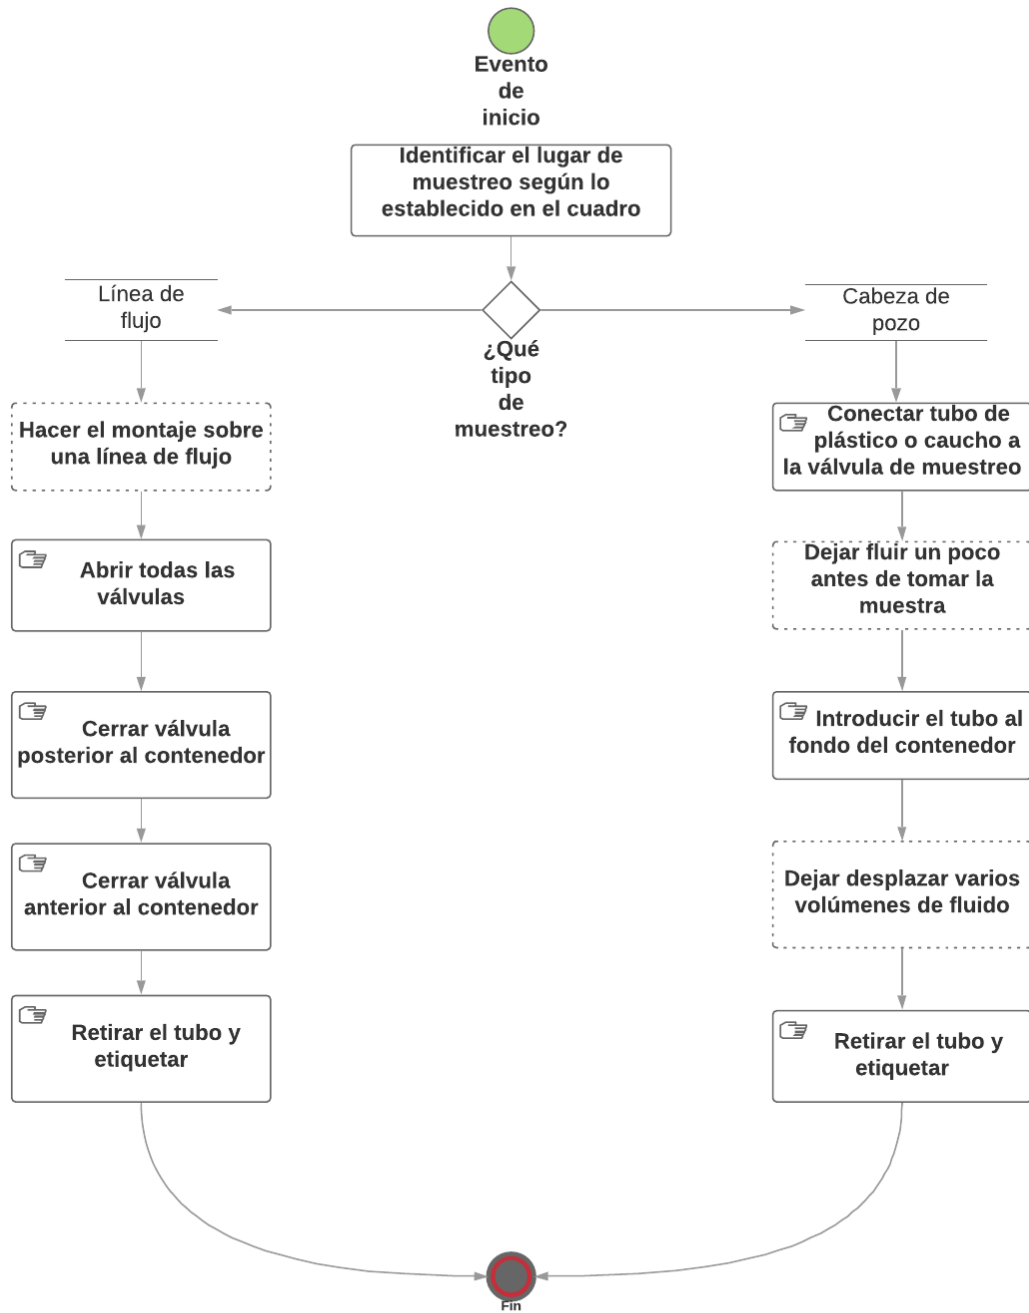 Evento
de
inicio
Identificar el lugar de
muestreo según lo
establecido en el cuadro
¿Qué
tipo
de
muestreo?
Línea de
flujo
Hacer el montaje sobre
una línea de flujo
Abrir todas las
válvulas
Cerrar válvula
posterior al contenedor
Cerrar válvula
anterior al contenedor
Retirar el tubo y
etiquetar
Cabeza de
pozo
Conectar tubo de
plástico o caucho a
la válvula de muestreo
Dejar fluir un poco
antes de tomar la
muestra
Introducir el tubo al
fondo del contenedor
Dejar desplazar varios
volúmenes de fluido
Retirar el tubo y
etiquetar
Fin